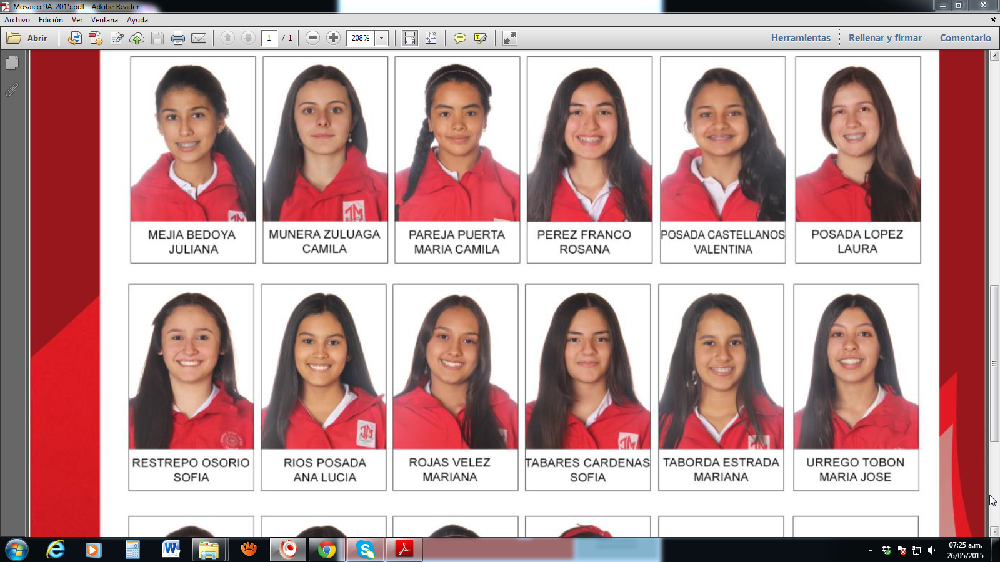 Mosaico 9A-2015.pdf - Adobe Reader
Archivo Edición Ver Ventana Ayuda
Abrir 1 / 1 208% Herramientas Rellenar y firmar Comentario
MEJIA BEDOYA
JULIANA
MUNERA ZULUAGA
CAMILA
PAREJA PUERTA
MARIA CAMILA
PEREZ FRANCO
ROSANA
POSADA CASTELLANOS
VALENTINA
POSADA LOPEZ
LAURA
RESTREPO OSORIO
SOFIA
RIOS POSADA
ANA LUCIA
ROJAS VELEZ
MARIANA
TABARES CARDENAS
SOFIA
TABORDA ESTRADA
MARIANA
URREGO TOBON
MARIA JOSE
07:25 a.m.
26/05/2015